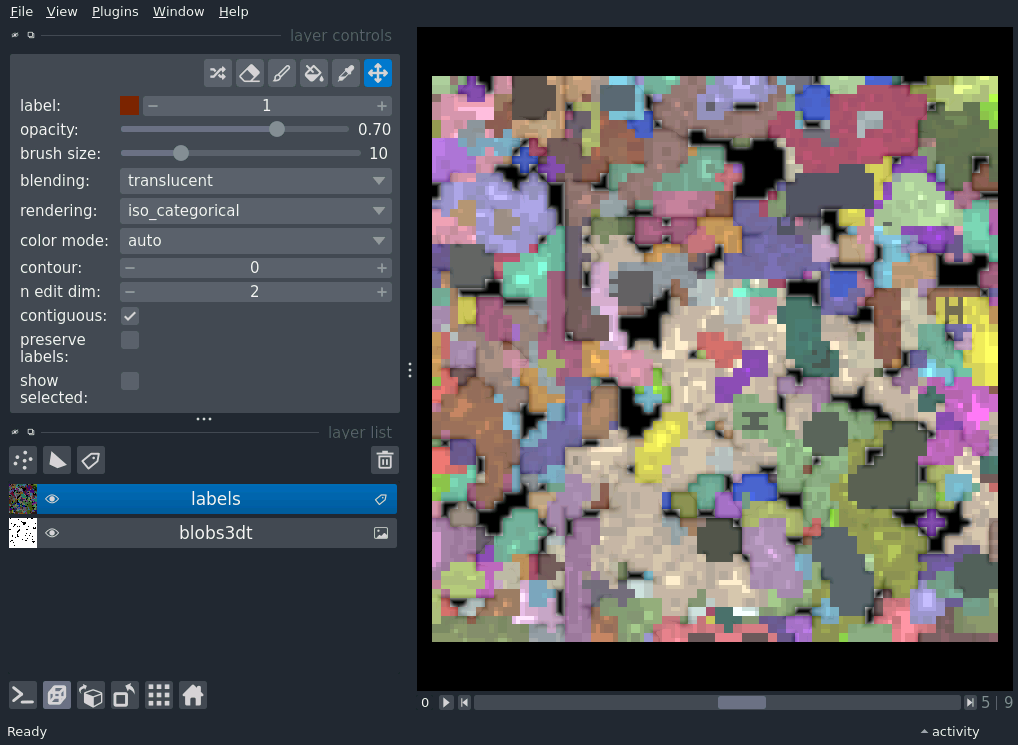 File View Plugins Window Help
layer controls
label: 1
opacity: 0.70
brush size: 10
blending: translucent
rendering: iso_categorical
color mode: auto
contour: 0
n edit dim: 2
contiguous:
preserve
labels:
show
selected:
layer list
labels
blobs3dt
0 5 | 9
Ready activity